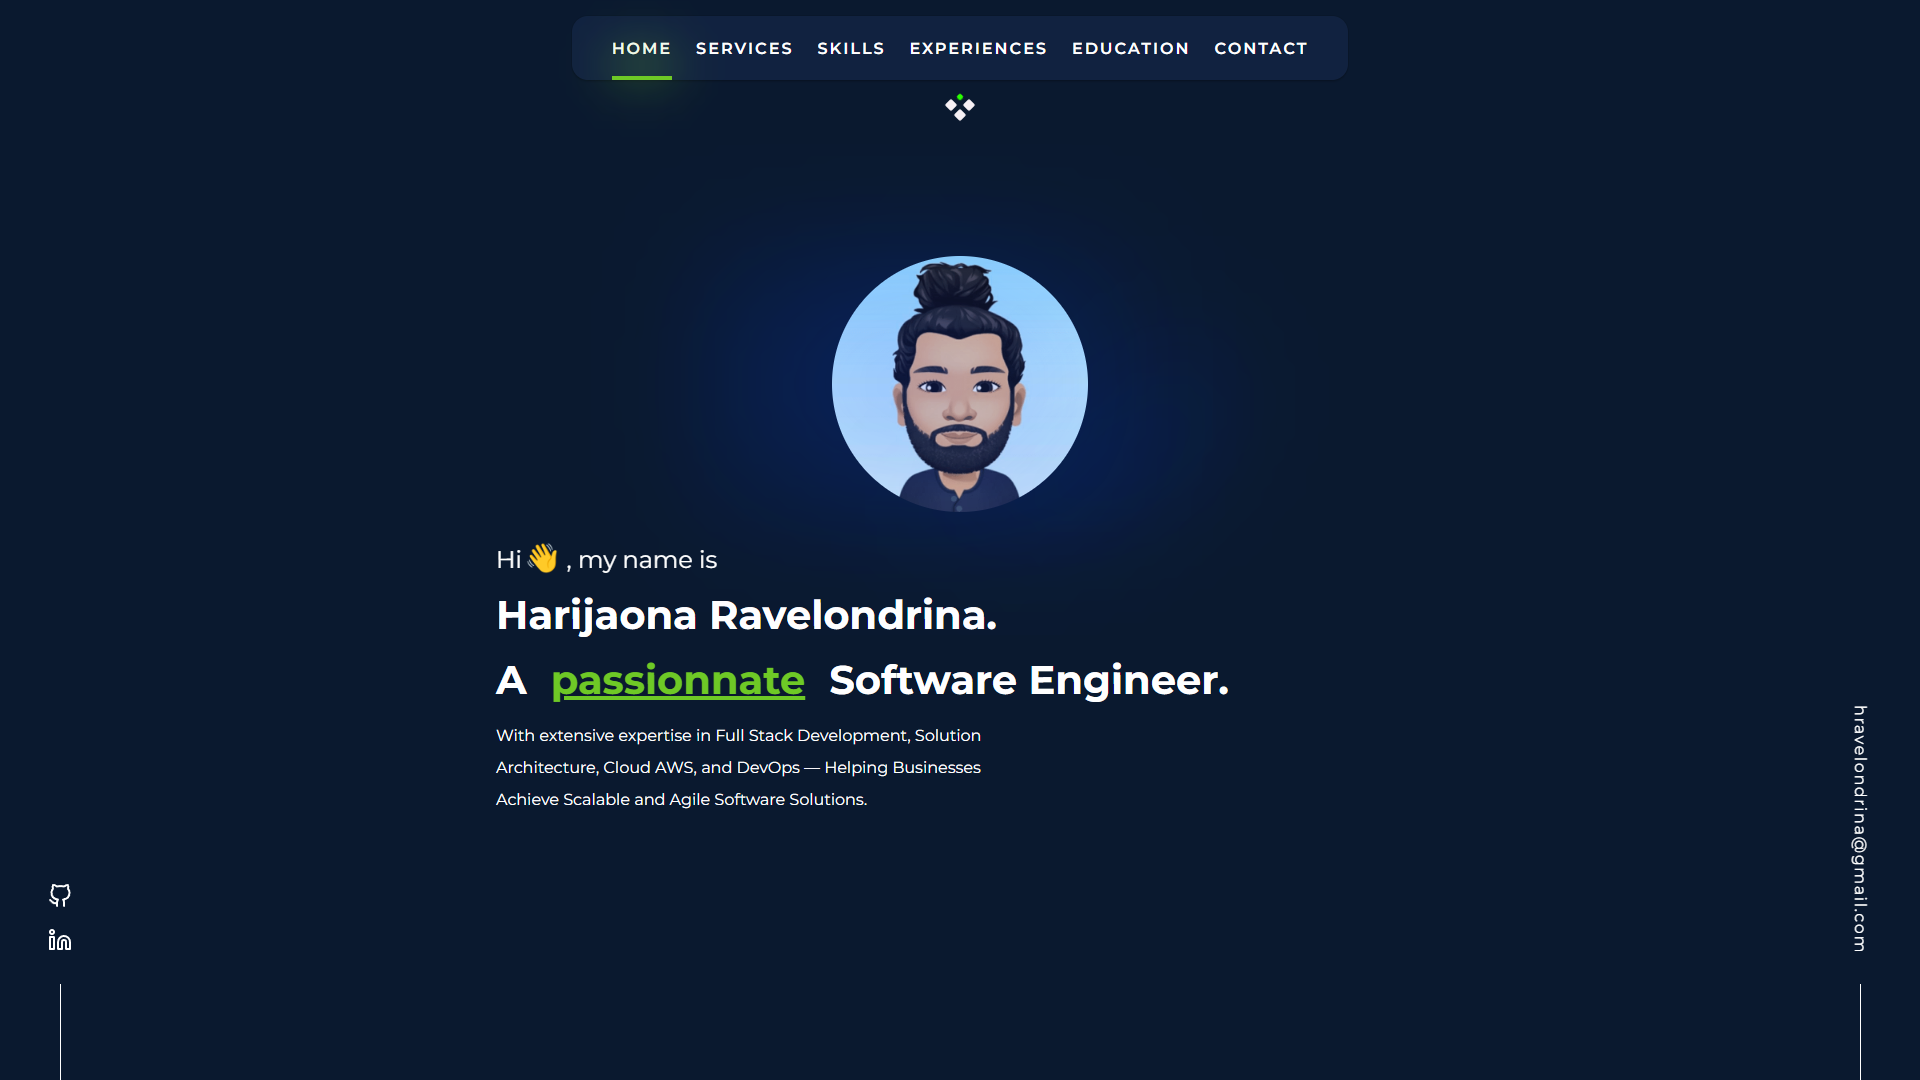 HOME SERVICES SKILLS EXPERIENCES EDUCATION CONTACT
Hi 👋 , my name is
Harijaona Ravelondrina.
A passionnate Software Engineer.
With extensive expertise in Full Stack Development, Solution
Architecture, Cloud AWS, and DevOps — Helping Businesses
Achieve Scalable and Agile Software Solutions.
hravelondrina@gmail.com